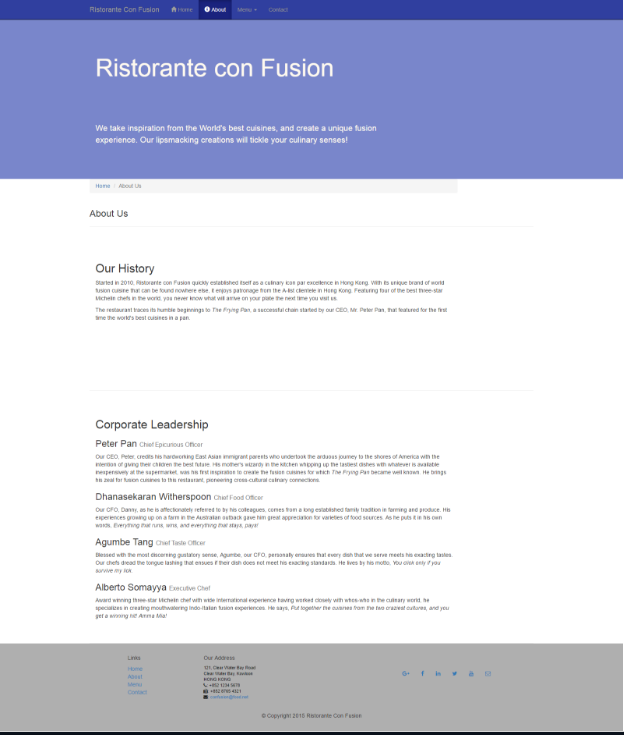 Ristorante Con Fusion Home About Menu Contact
Ristorante con Fusion
We take inspiration from the World's best cuisines, and create a unique fusion
experience. Our lipsmacking creations will tickle your culinary senses!
Home / About Us
About Us
Our History
Started in 2010, Ristorante con Fusion quickly established itself as a culinary icon par excellence in Hong Kong. With its unique brand of world
fusion cuisine that can be found nowhere else, it enjoys patronage from the A-list clientele in Hong Kong. Featuring four of the best three-star
Michelin chefs in the world, you never know what will arrive on your plate the next time you visit us.
The restaurant traces its humble beginnings to The Frying Pan, a successful chain started by our CEO, Mr. Peter Pan, that featured for the first
time the world's best cuisines in a pan.
Corporate Leadership
Peter Pan Chief Epicurious Officer
Our CEO, Peter, credits his hardworking East Asian immigrant parents who undertook the arduous journey to the shores of America with the
intention of giving their children the best future. His mother's wizardy in the kitchen whipping up the tastiest dishes with whatever is available
inexpensively at the supermarket, was his first inspiration to create the fusion cuisines for which The Frying Pan became well known. He brings
his zeal for fusion cuisines to this restaurant, pioneering cross-cultural culinary connections.
Dhanasekaran Witherspoon Chief Food Officer
Our CFO, Danny, as he is affectionately referred to by his colleagues, comes from a long established family tradition in farming and produce. His
experiences growing up on a farm in the Australian outback gave him great appreciation for varieties of food sources. As he puts it in his own
words, Everything that runs, wins, and everything that stays, pays!
Agumbe Tang Chief Taste Officer
Blessed with the most discerning gustatory sense, Agumbe, our CFO, personally ensures that every dish that we serve meets his exacting tastes.
Our chefs dread the tongue lashing that ensues if their dish does not meet his exacting standards. He lives by his motto, You click only if you
survive my lick.
Alberto Somayya Executive Chef
Award winning three-star Michelin chef with wide International experience having worked closely with whos-who in the culinary world, he
specializes in creating mouthwatering Indo-Italian fusion experiences. He says, Put together the cuisines from the two craziest cultures, and you
get a winning hit! Amma Mia!
Links
Home
About
Menu
Contact
Our Address
121, Clear Water Bay Road
Clear Water Bay, Kowloon
HONG KONG
+852 1234 5678
+852 8765 4321
confusion@food.net
© Copyright 2015 Ristorante Con Fusion